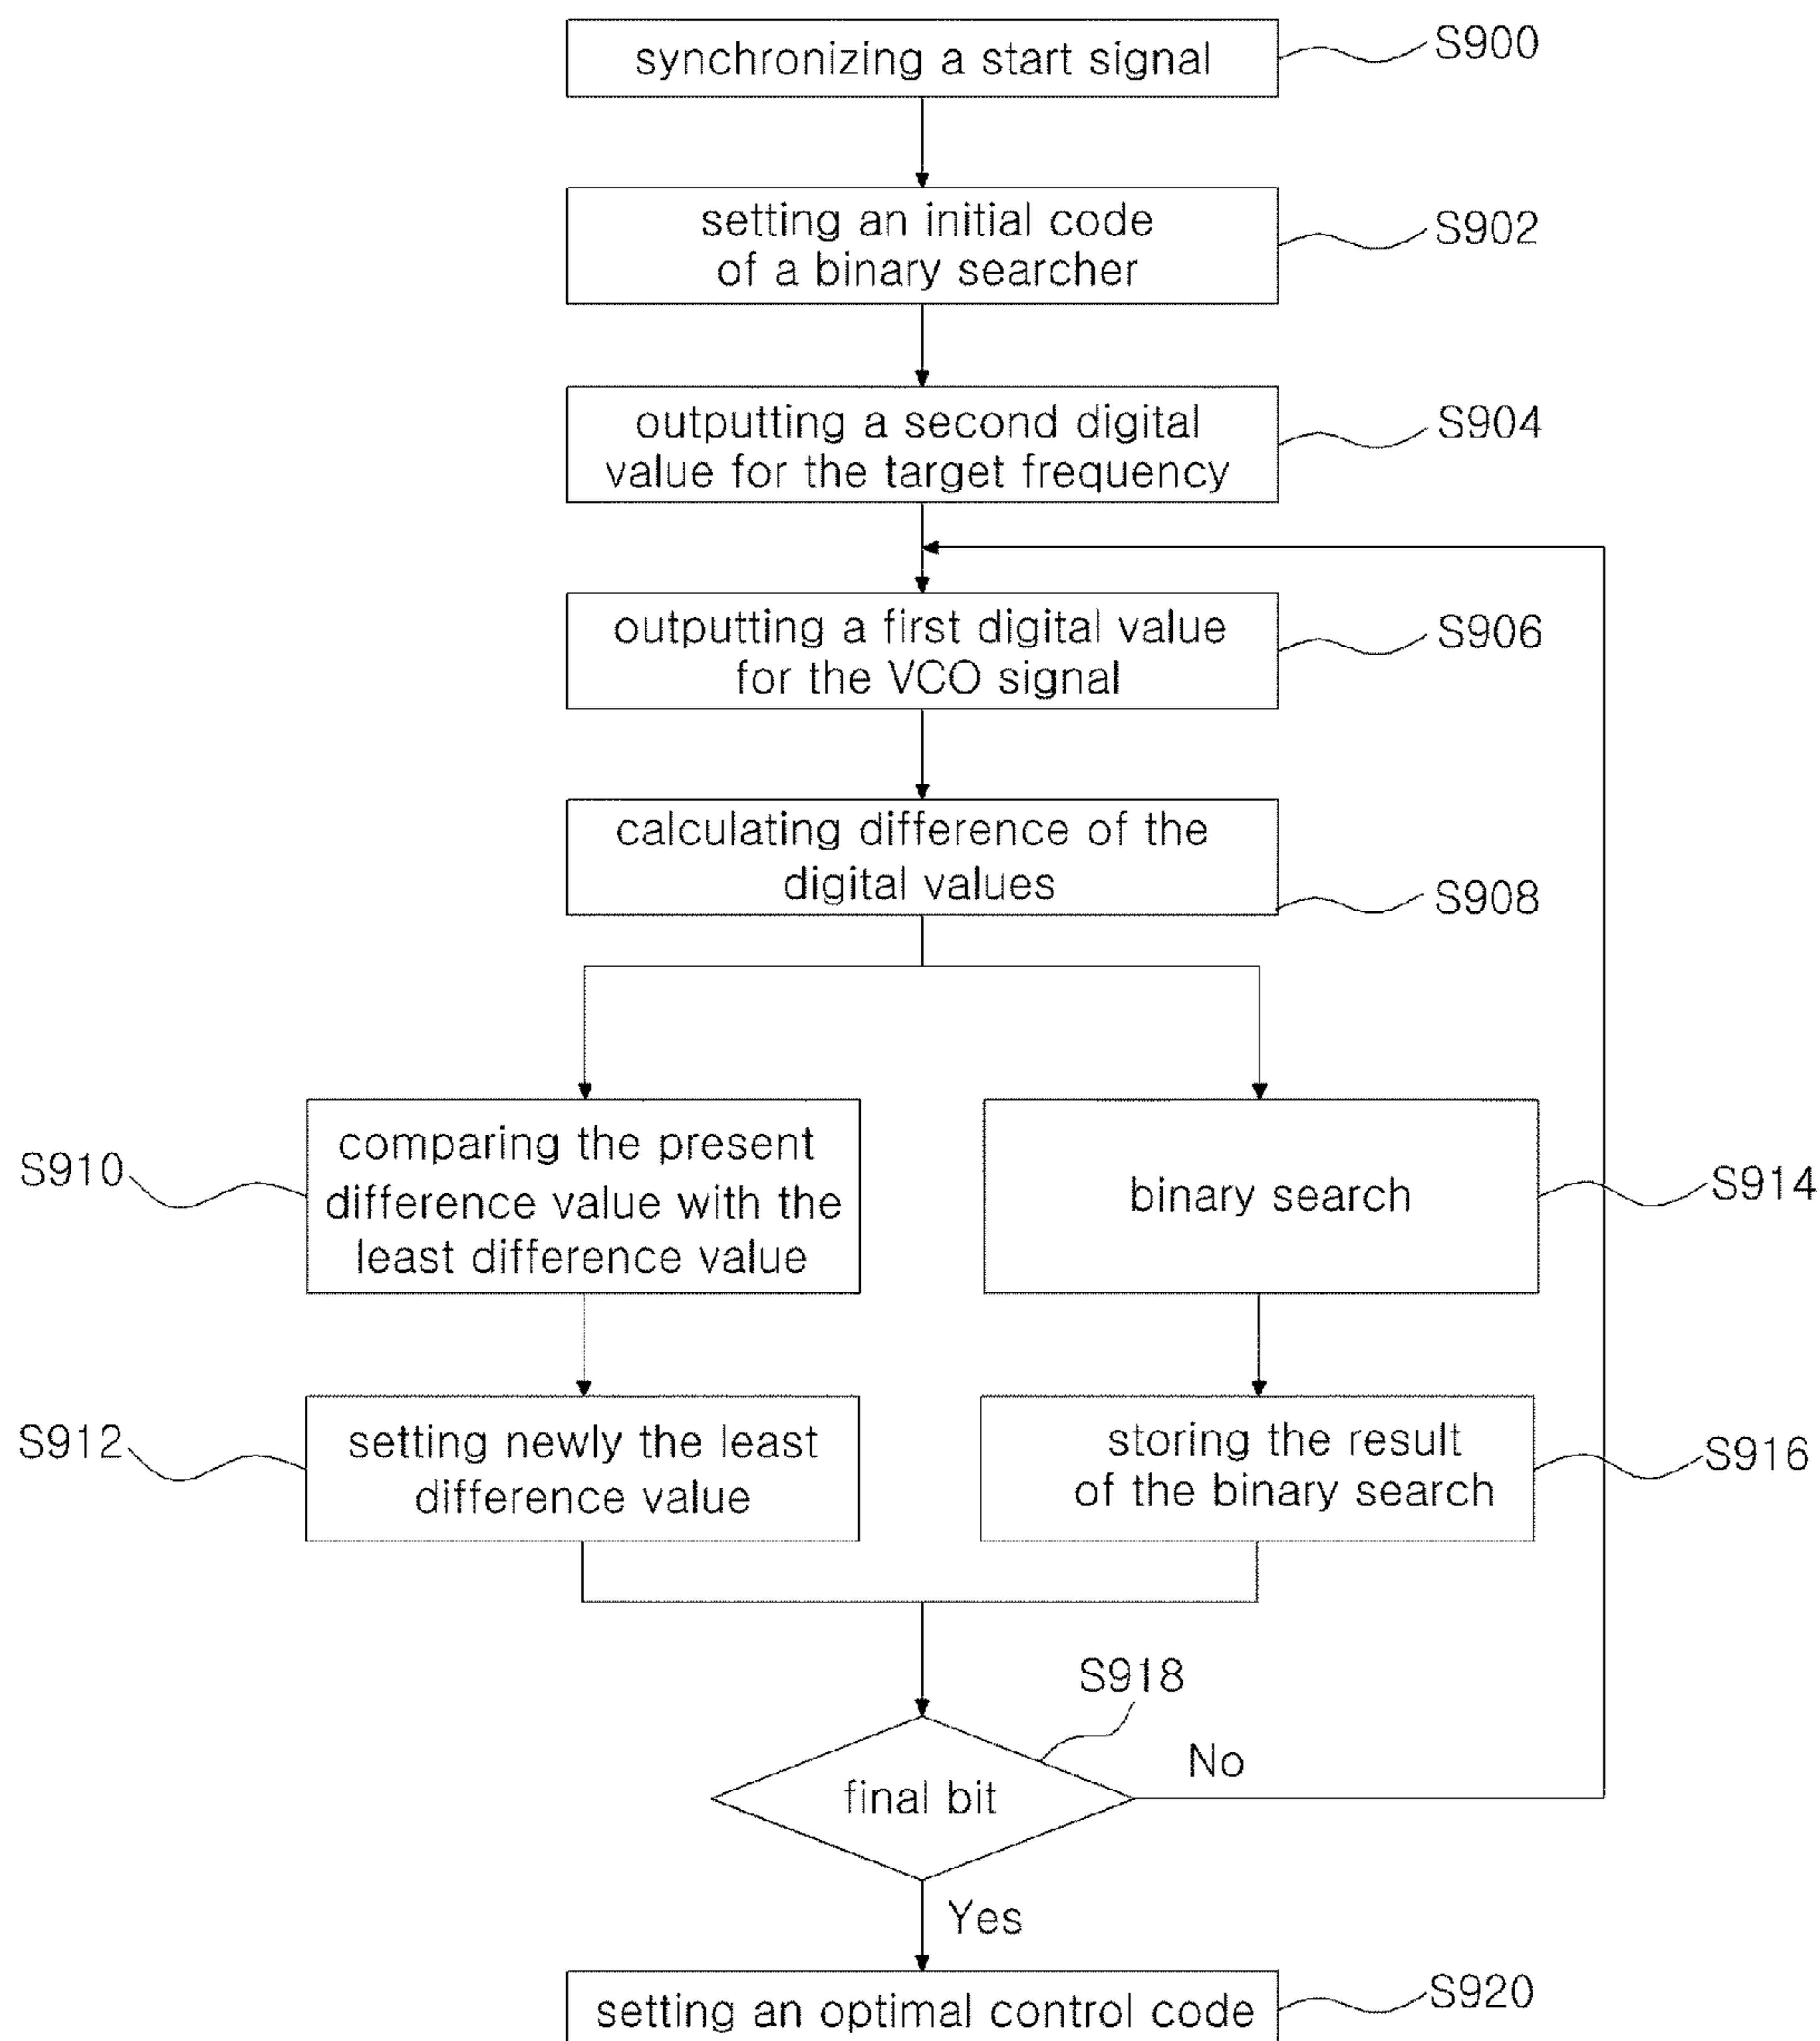 synchronizing a start signal
S900
setting an initial code
of a binary searcher
S902
outputting a second digital
value for the target frequency
S904
outputting a first digital value
for the VCO signal
S906
calculating difference of the
digital values
S908
S910
comparing the present
difference value with the
least difference value
binary search
S914
S912
setting newly the least
difference value
storing the result
of the binary search
S916
S918
final bit
No
Yes
setting an optimal control code
S920